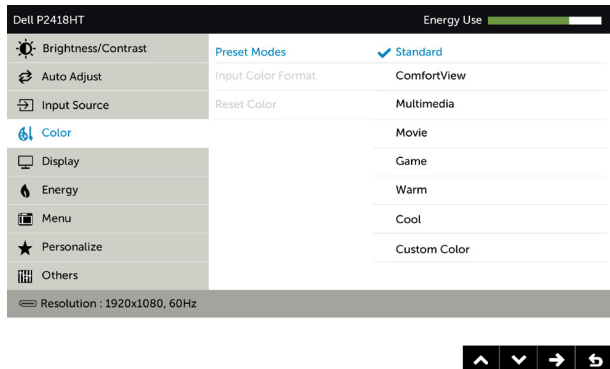 Dell P2418HT
Energy Use
Brightness/Contrast
Auto Adjust
Input Source
Color
Display
Energy
Menu
Personalize
Others
Preset Modes
Input Color Format
Reset Color
Standard
ComfortView
Multimedia
Movie
Game
Warm
Cool
Custom Color
Resolution : 1920x1080, 60Hz